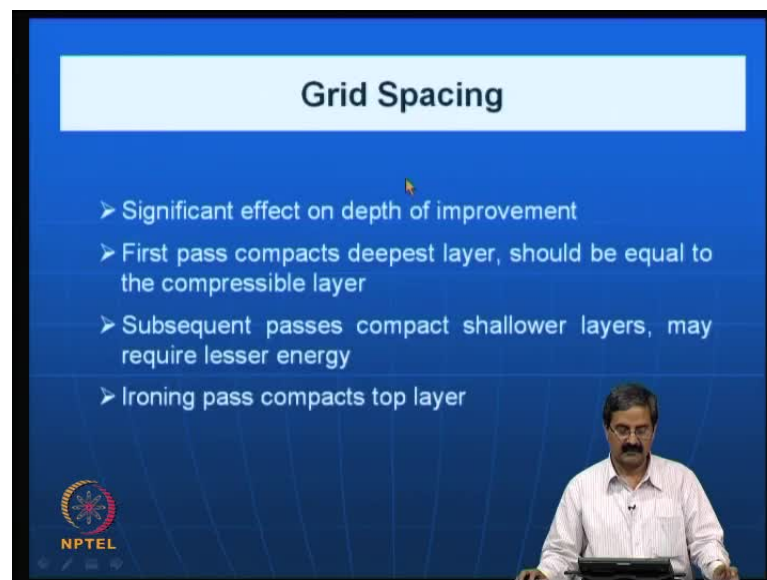 Grid Spacing
➢ Significant effect on depth of improvement
➢ First pass compacts deepest layer, should be equal to
the compressible layer
➢ Subsequent passes compact shallower layers, may
require lesser energy
➢ Ironing pass compacts top layer
NPTEL